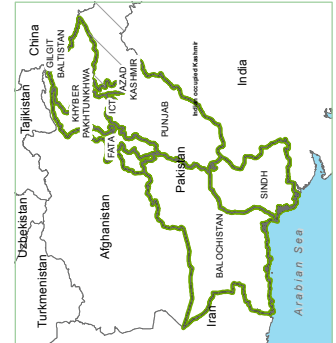 China
GILGIT
BALTISTAN
Tajikistan
KHYBER
PAKHTUNKHWA
AZAD
KASHMIR
ICT
FATA
Uzbekistan
Turkmenistan
Afghanistan
PUNJAB
Indian occupied Kashmir
India
Pakistan
BALOCHISTAN
SINDH
Iran
Arabian Sea